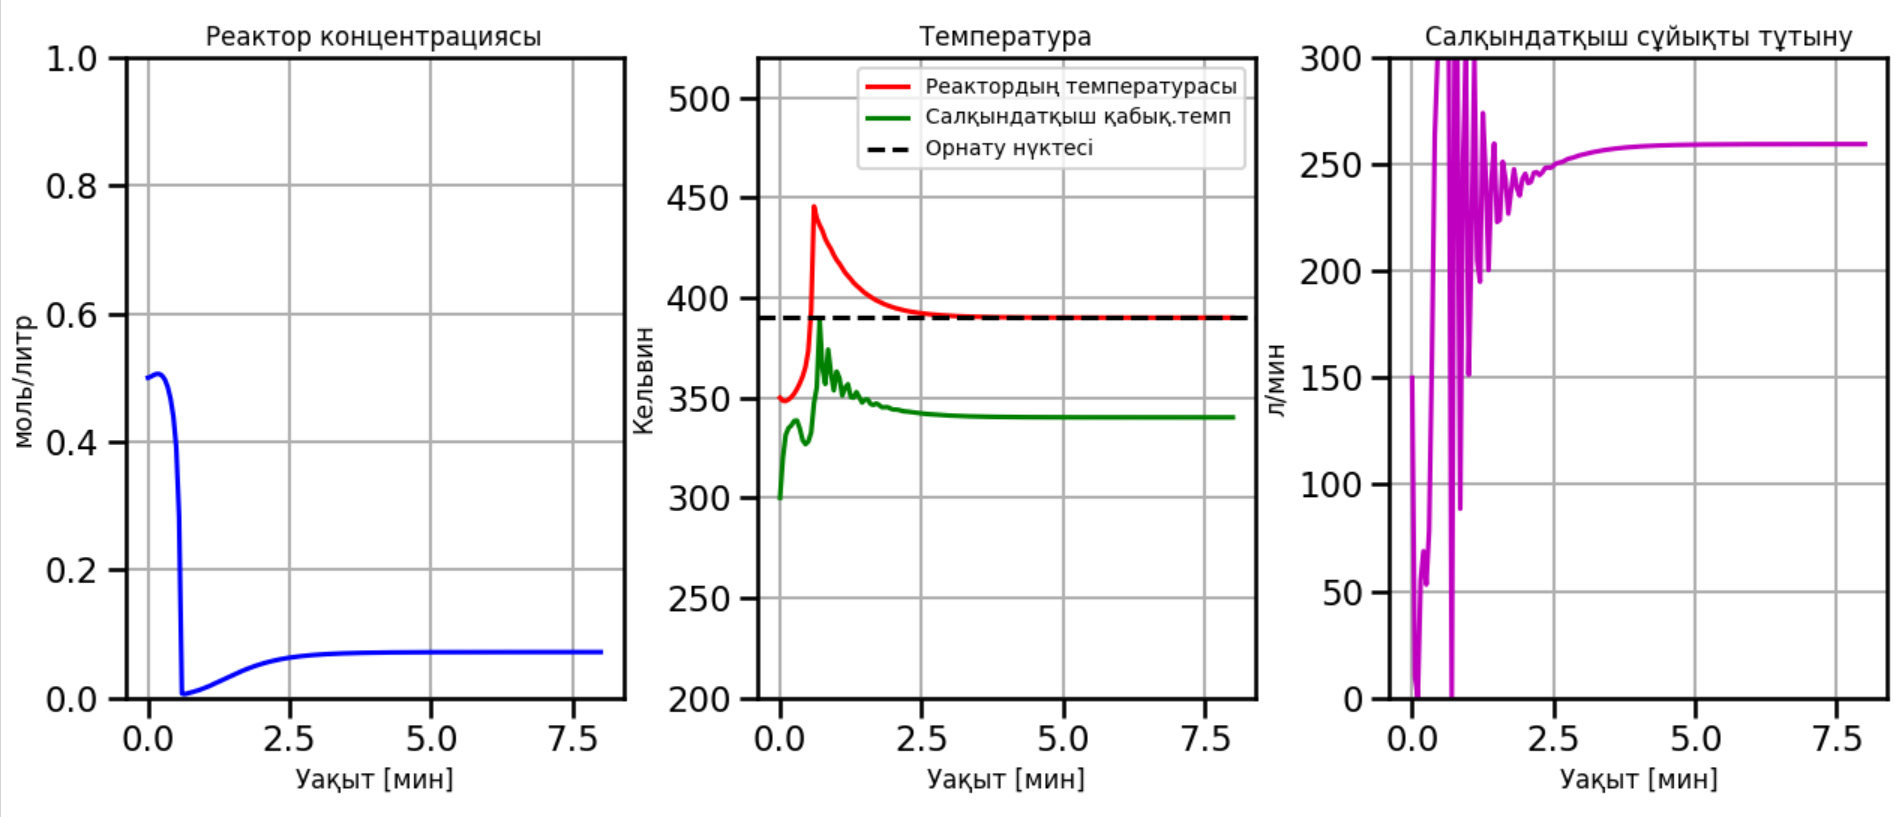 Реактор концентрациясы
моль/литр
1.0
0.8
0.6
0.4
0.2
0.0
0.0 2.5 5.0 7.5
Уақыт [мин]
Температура
Кельвин
500
450
400
350
300
250
200
Реактордың температурасы
Салқындатқыш қабық.темп
Орнату нүктесі
0.0 2.5 5.0 7.5
Уақыт [мин]
Салқындатқыш сұйықты тұтыну
л/мин
300
250
200
150
100
50
0
0.0 2.5 5.0 7.5
Уақыт [мин]